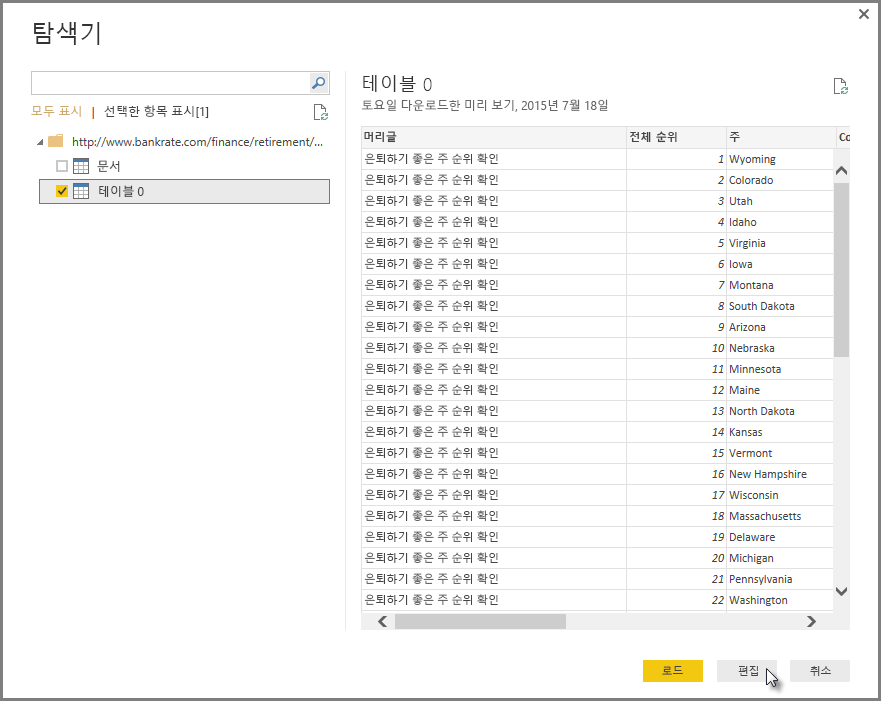 탐색기
모두 표시 | 선택한 항목 표시[1]
http://www.bankrate.com/finance/retirement/...
문서
테이블 0
테이블 0
토요일 다운로드한 미리 보기, 2015년 7월 18일
머리글 전체 순위 주 Co
은퇴하기 좋은 주 순위 확인 1 Wyoming
은퇴하기 좋은 주 순위 확인 2 Colorado
은퇴하기 좋은 주 순위 확인 3 Utah
은퇴하기 좋은 주 순위 확인 4 Idaho
은퇴하기 좋은 주 순위 확인 5 Virginia
은퇴하기 좋은 주 순위 확인 6 Iowa
은퇴하기 좋은 주 순위 확인 7 Montana
은퇴하기 좋은 주 순위 확인 8 South Dakota
은퇴하기 좋은 주 순위 확인 9 Arizona
은퇴하기 좋은 주 순위 확인 10 Nebraska
은퇴하기 좋은 주 순위 확인 11 Minnesota
은퇴하기 좋은 주 순위 확인 12 Maine
은퇴하기 좋은 주 순위 확인 13 North Dakota
은퇴하기 좋은 주 순위 확인 14 Kansas
은퇴하기 좋은 주 순위 확인 15 Vermont
은퇴하기 좋은 주 순위 확인 16 New Hampshire
은퇴하기 좋은 주 순위 확인 17 Wisconsin
은퇴하기 좋은 주 순위 확인 18 Massachusetts
은퇴하기 좋은 주 순위 확인 19 Delaware
은퇴하기 좋은 주 순위 확인 20 Michigan
은퇴하기 좋은 주 순위 확인 21 Pennsylvania
은퇴하기 좋은 주 순위 확인 22 Washington
로드 편집 취소